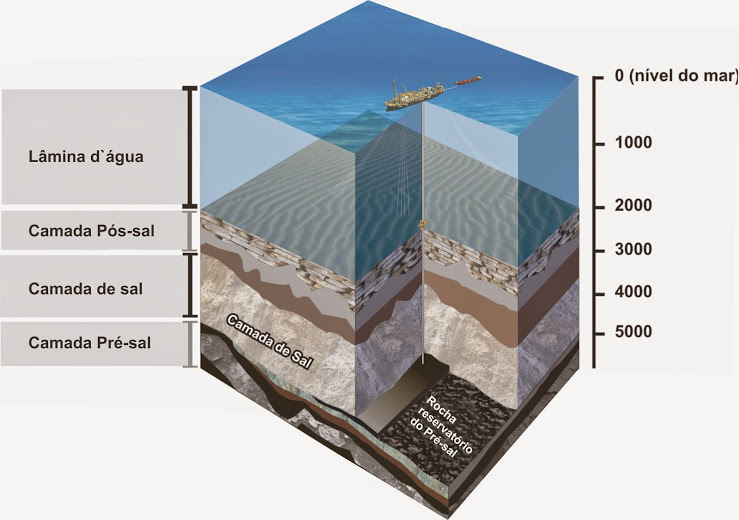 Lâmina d`água
Camada Pós-sal
Camada de sal
Camada Pré-sal
0 (nível do mar)
1000
2000
3000
4000
5000
Camada de Sal
Rocha
reservatório
do Pré-sal